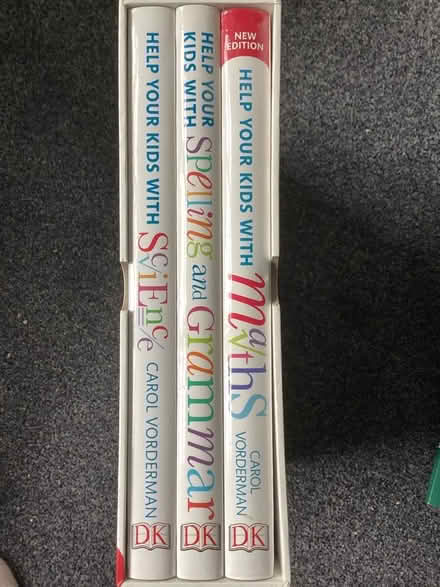 HELP YOUR KIDS WITH
SciEncE
CAROL VORDERMAN
DK
HELP YOUR
KIDS WITH
Spelling and Grammar
DK
NEW
EDITION
HELP YOUR KIDS WITH
maths
CAROL
VORDERMAN
DK